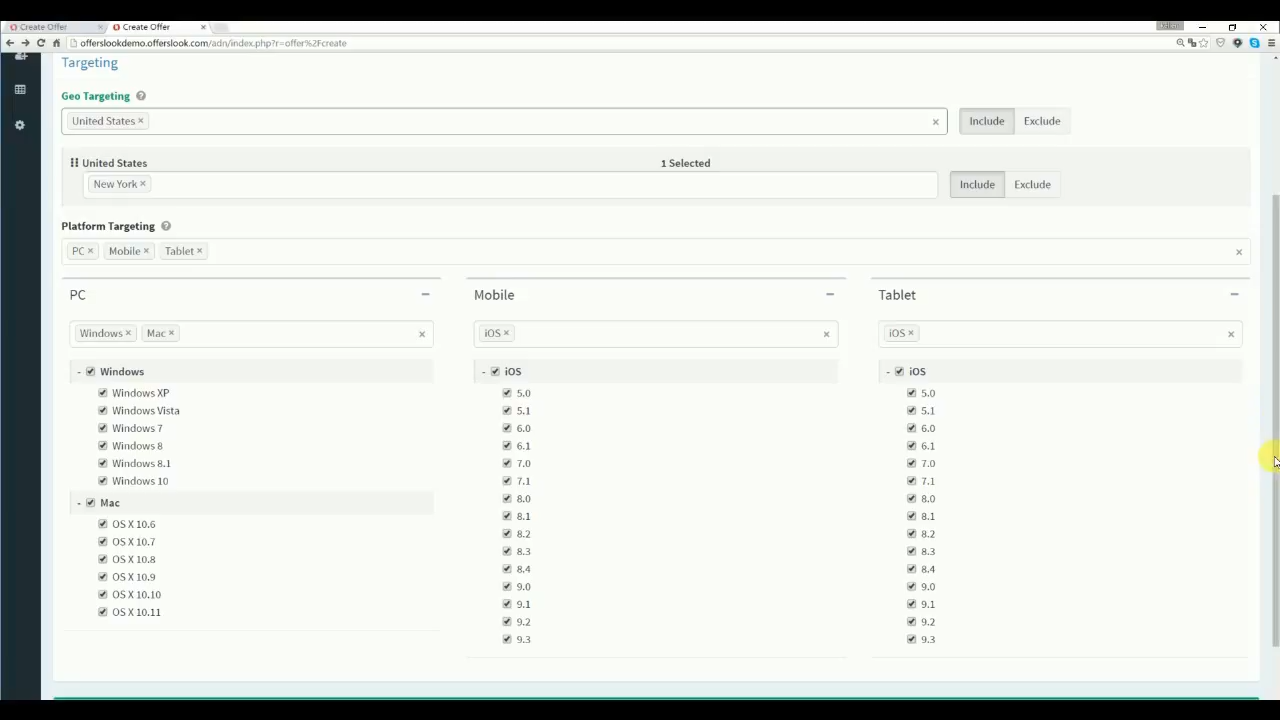 Create Offer × Create Offer ×
offerslookdemo.offerslook.com/adn/index.php?r=offer%2Fcreate
Targeting
Geo Targeting ?
United States × × Include Exclude
United States 1 Selected
New York × Include Exclude
Platform Targeting ?
PC × Mobile × Tablet × ×
PC − Mobile − Tablet −
Windows × Mac × × iOS × × iOS × ×
- Windows
Windows XP
Windows Vista
Windows 7
Windows 8
Windows 8.1
Windows 10
- Mac
OS X 10.6
OS X 10.7
OS X 10.8
OS X 10.9
OS X 10.10
OS X 10.11
- iOS
5.0
5.1
6.0
6.1
7.0
7.1
8.0
8.1
8.2
8.3
8.4
9.0
9.1
9.2
9.3
- iOS
5.0
5.1
6.0
6.1
7.0
7.1
8.0
8.1
8.2
8.3
8.4
9.0
9.1
9.2
9.3